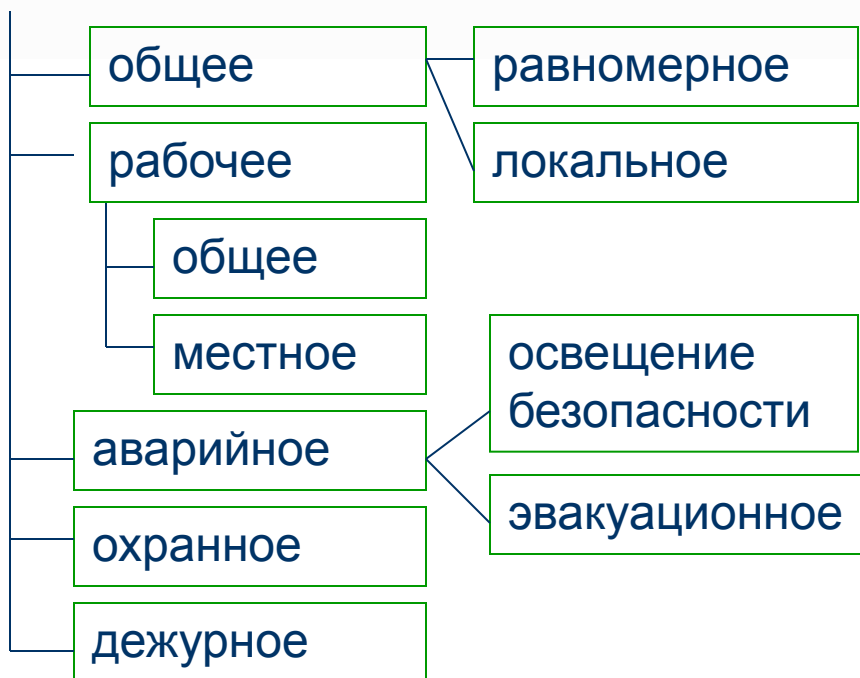 общее
равномерное
рабочее
локальное
общее
местное
освещение
безопасности
аварийное
эвакуационное
охранное
дежурное